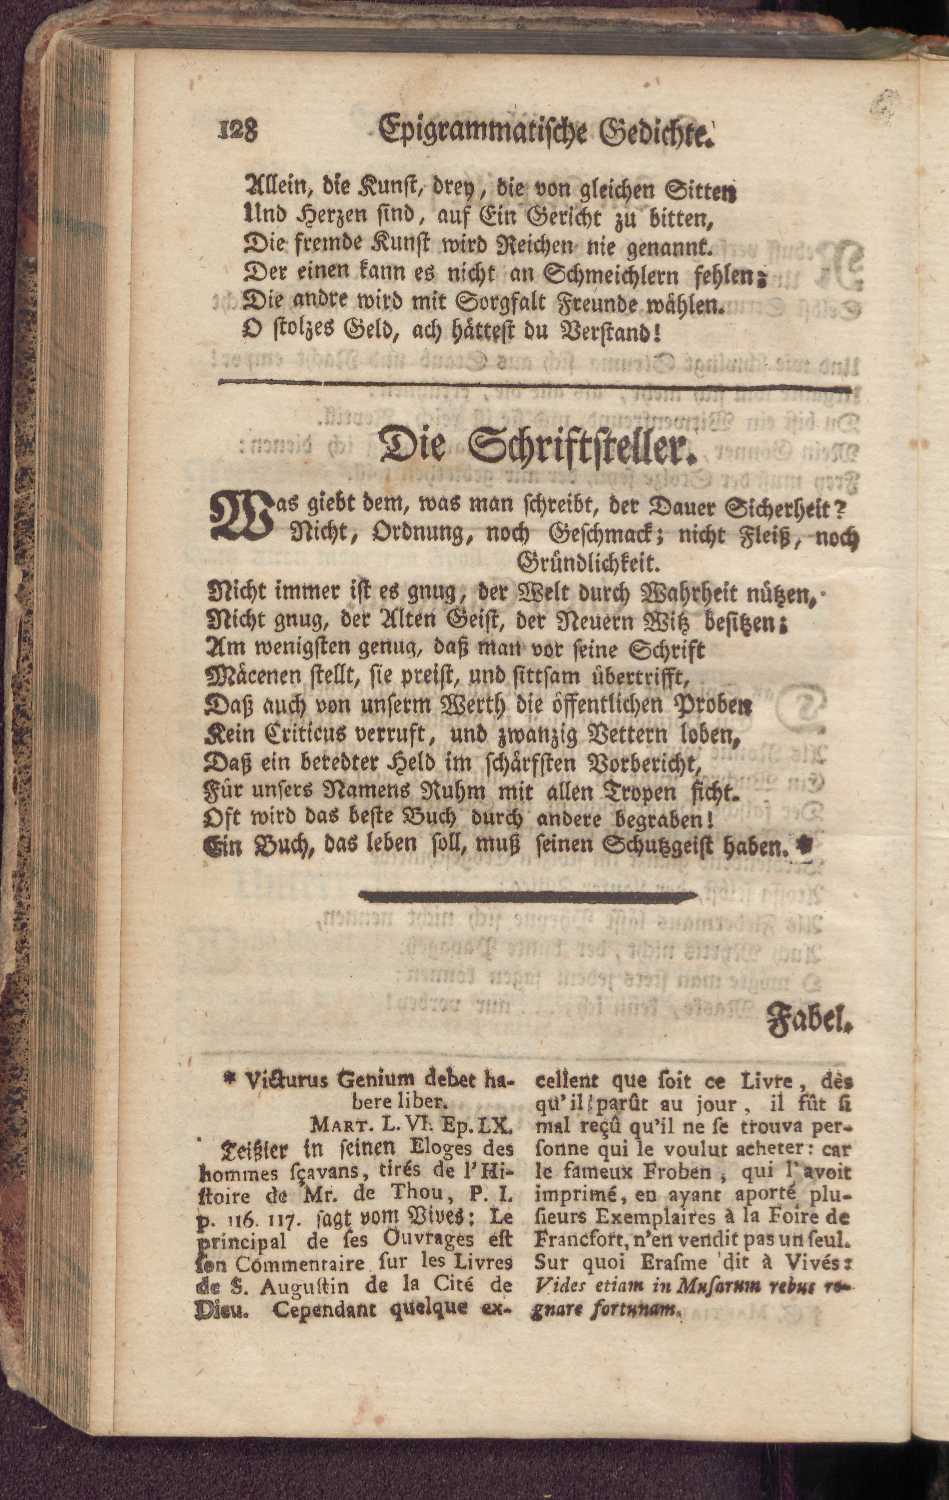 128 Epigrammatische Gedichte.
Allein, die Kunst, drey, die von gleichen Sitten
Und Herzen sind, auf Ein Gericht zu bitten,
Die fremde Kunst wird Reichen nie genannt.
Der einen kann es nicht an Schmeichlern fehlen;
Die andre wird mit Sorgfalt Freunde wählen.
O stolzes Geld, ach hättest du Verstand!
Die Schriftsteller.
Was giebt dem, was man schreibt, der Dauer Sicherheit?
Nicht, Ordnung, noch Geschmack; nicht Fleiß, noch
Gründlichkeit.
Nicht immer ist es gnug, der Welt durch Wahrheit nützen,
Nicht gnug, der Alten Geist, der Neuern Witz besitzen;
Am wenigsten genug, daß man vor seine Schrift
Mäcenen stellt, sie preist, und sittsam übertrifft,
Daß auch von unserm Werth die öffentlichen Proben
Kein Criticus verruft, und zwanzig Vettern loben,
Daß ein beredter Held im schärfsten Vorbericht,
Für unsers Namens Ruhm mit allen Tropen ficht.
Oft wird das beste Buch durch andere begraben!
Ein Buch, das leben soll, muß seinen Schutzgeist haben. *
Fabel.
* Victurus Genium debet ha-
bere liber.
MART. L. VI. Ep. LX.
Teißier in seinen Eloges des
hommes sçavans, tirés de l'Hi-
stoire de Mr. de Thou, P. I.
p. 116. 117. sagt vom Vives: Le
principal de ses Ouvrages est
son Commentaire sur les Livres
de S. Augustin de la Cité de
Dieu. Cependant quelque ex-
cellent que soit ce Livre, dès
qu'il parût au jour, il fût si
mal reçû qu'il ne se trouva per-
sonne qui le voulut acheter: car
le fameux Froben, qui l'avoit
imprimé, en ayant aporté plu-
sieurs Exemplaires à la Foire de
Francfort, n'en vendit pas un seul.
Sur quoi Erasme dit à Vivés:
Vides etiam in Musarum rebus re-
gnare fortunam.